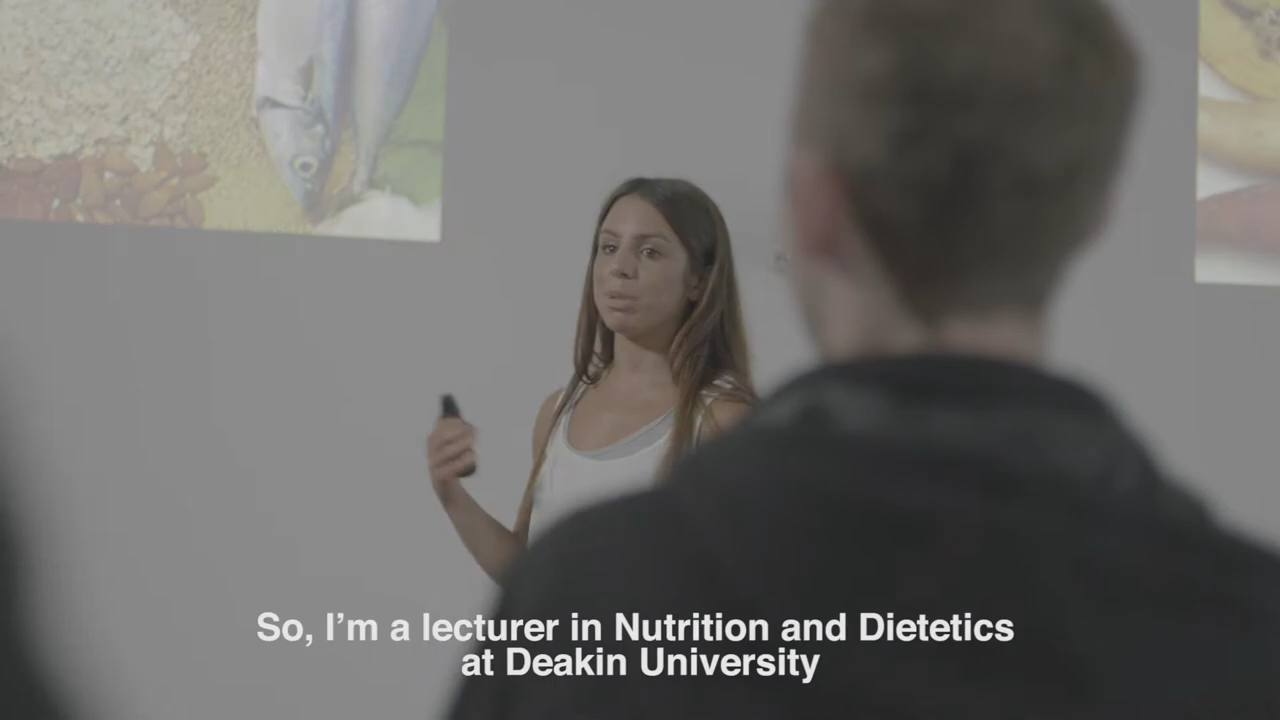 So, I’m a lecturer in Nutrition and Dietetics
at Deakin University